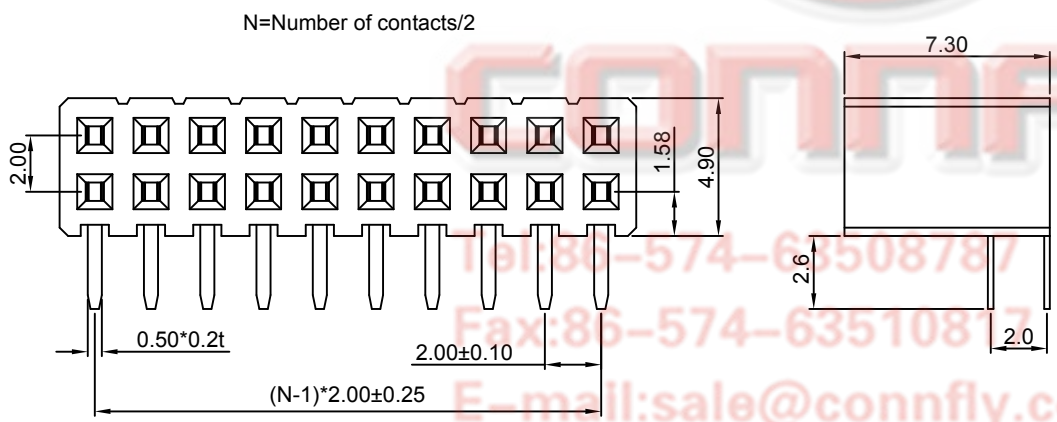 N=Number of contacts/2
CONNF
7.30
2.00
1.58
4.90
Tel:86-574-63508787
2.6
0.50*0.2t
2.00±0.10
Fax:86-574-63510817
2.0
(N-1)*2.00±0.25
E-mail:sale@connfly.co